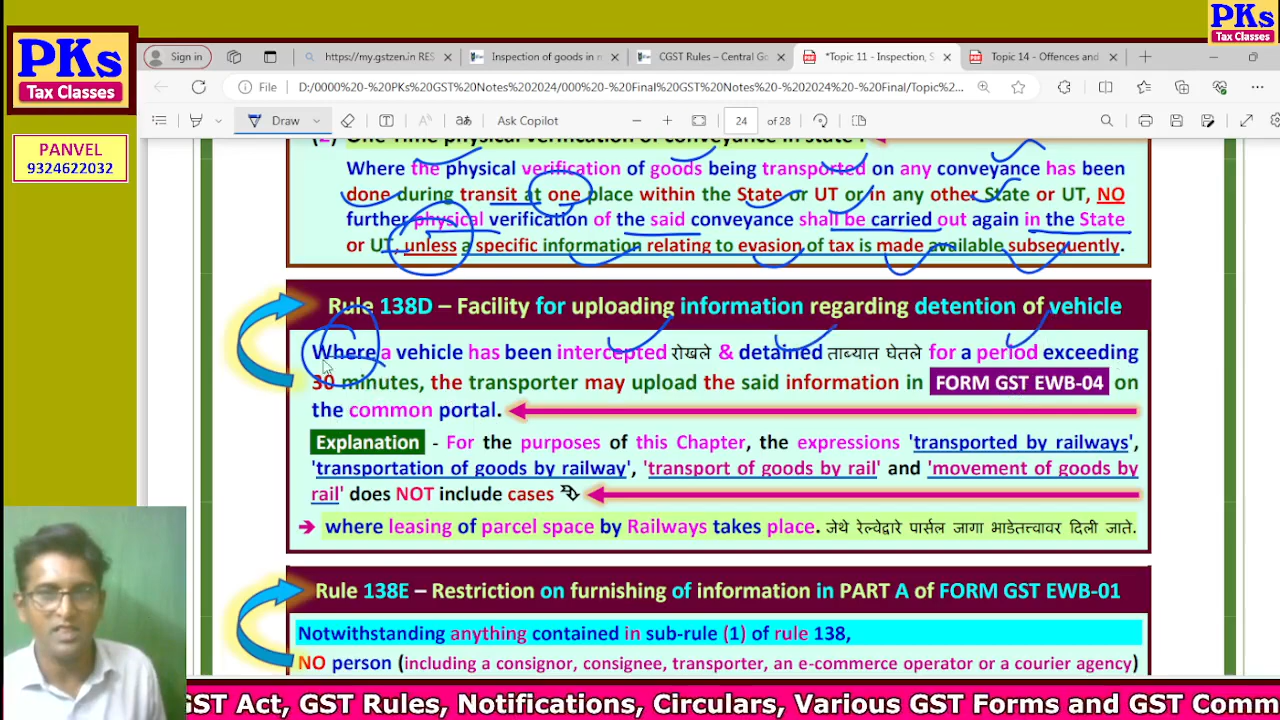 PKs
Tax Classes
PANVEL
9324622032
PKs
Tax Classes
Sign in
https://my.gstzen.in RES
Inspection of goods in m
CGST Rules – Central Go
*Topic 11 - Inspection, S
Topic 14 - Offences and
File
D:/0000%20-%20PKs%20GST%20Notes%202024/000%20-%20Final%20GST%20Notes%20-%202024%20-%20Final/Topic%2...
Draw
Ask Copilot
24
of 28
(2) One Time physical verification of conveyance in state :
Where the physical verification of goods being transported on any conveyance has been
done during transit at one place within the State or UT or in any other State or UT, NO
further physical verification of the said conveyance shall be carried out again in the State
or UT, unless a specific information relating to evasion of tax is made available subsequently.
Rule 138D – Facility for uploading information regarding detention of vehicle
Where a vehicle has been intercepted रोखले & detained ताब्यात घेतले for a period exceeding
30 minutes, the transporter may upload the said information in FORM GST EWB-04 on
the common portal.
Explanation - For the purposes of this Chapter, the expressions 'transported by railways',
'transportation of goods by railway', 'transport of goods by rail' and 'movement of goods by
rail' does NOT include cases
where leasing of parcel space by Railways takes place. जेथे रेल्वेद्वारे पार्सल जागा भाडेतत्त्वावर दिली जाते.
Rule 138E – Restriction on furnishing of information in PART A of FORM GST EWB-01
Notwithstanding anything contained in sub-rule (1) of rule 138,
NO person (including a consignor, consignee, transporter, an e-commerce operator or a courier agency)
GST Act, GST Rules, Notifications, Circulars, Various GST Forms and GST Comm